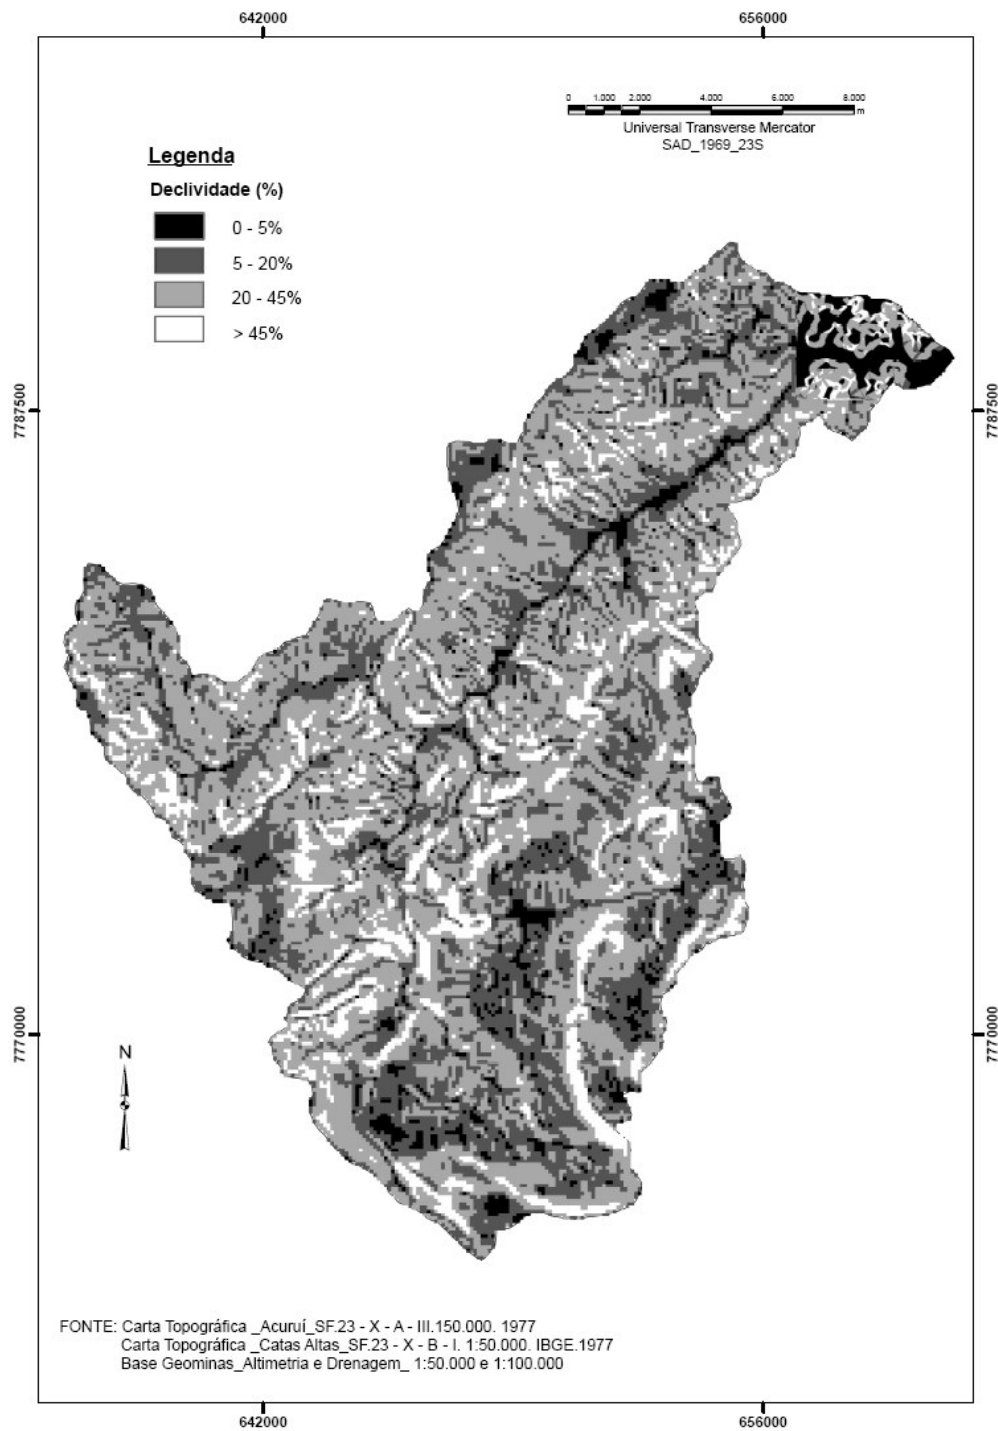 642000 656000
0 1.000 2.000 4.000 6.000 8.000
m
Universal Transverse Mercator
SAD_1969_23S
Legenda
Declividade (%)
0 - 5%
5 - 20%
20 - 45%
> 45%
7787500 7787500
7770000 7770000
N
FONTE: Carta Topográfica _Acuruí_SF.23 - X - A - III.150.000. 1977
Carta Topográfica _Catas Altas_SF.23 - X - B - I. 1:50.000. IBGE.1977
Base Geominas_Altimetria e Drenagem_ 1:50.000 e 1:100.000
642000 656000